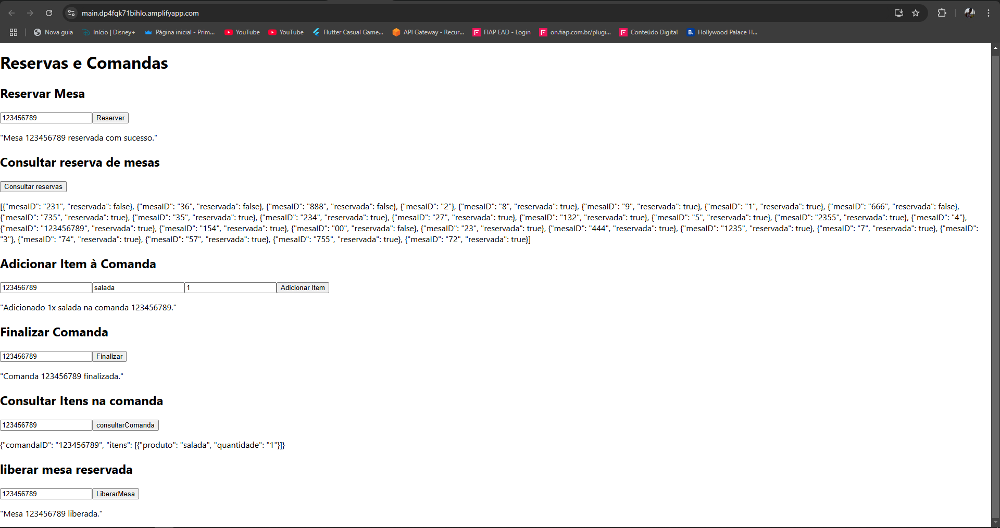 main.dp4fqk71bihlo.amplifyapp.com
Nova guia
Início | Disney+
Página inicial - Prim...
YouTube
YouTube
Flutter Casual Game...
API Gateway - Recur...
FIAP EAD - Login
on.fiap.com.br/plugi...
Conteúdo Digital
B. Hollywood Palace H...
Reservas e Comandas
Reservar Mesa
123456789 Reservar
"Mesa 123456789 reservada com sucesso."
Consultar reserva de mesas
Consultar reservas
[{"mesaID": "231", "reservada": false}, {"mesaID": "36", "reservada": false}, {"mesaID": "888", "reservada": false}, {"mesaID": "2"}, {"mesaID": "8", "reservada": true}, {"mesaID": "9", "reservada": true}, {"mesaID": "1", "reservada": true}, {"mesaID": "666", "reservada": false},
{"mesaID": "735", "reservada": true}, {"mesaID": "35", "reservada": true}, {"mesaID": "234", "reservada": true}, {"mesaID": "27", "reservada": true}, {"mesaID": "132", "reservada": true}, {"mesaID": "5", "reservada": true}, {"mesaID": "2355", "reservada": true}, {"mesaID": "4"},
{"mesaID": "123456789", "reservada": true}, {"mesaID": "154", "reservada": true}, {"mesaID": "00", "reservada": false}, {"mesaID": "23", "reservada": true}, {"mesaID": "444", "reservada": true}, {"mesaID": "1235", "reservada": true}, {"mesaID": "7", "reservada": true}, {"mesaID":
"3"}, {"mesaID": "74", "reservada": true}, {"mesaID": "57", "reservada": true}, {"mesaID": "755", "reservada": true}, {"mesaID": "72", "reservada": true}]
Adicionar Item à Comanda
123456789 salada 1 Adicionar Item
"Adicionado 1x salada na comanda 123456789."
Finalizar Comanda
123456789 Finalizar
"Comanda 123456789 finalizada."
Consultar Itens na comanda
123456789 consultarComanda
{"comandaID": "123456789", "itens": [{"produto": "salada", "quantidade": "1"}]}
liberar mesa reservada
123456789 LiberarMesa
"Mesa 123456789 liberada."